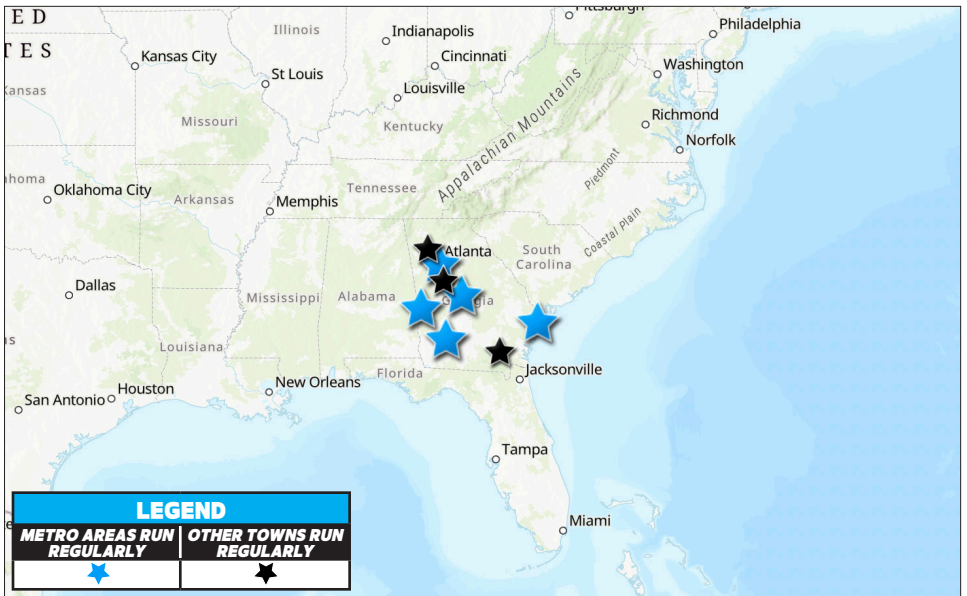 E D
T E S
Pittsburgh
Philadelphia
Illinois
Indianapolis
Kansas City
Cincinnati
Washington
St Louis
Kansas
Louisville
Missouri
Kentucky
Appalachian Mountains
Richmond
Norfolk
Oklahoma City
Tennessee
Piedmont
Arkansas
Memphis
Coastal Plain
Atlanta
South
Carolina
Dallas
Mississippi
Alabama
Louisiana
Florida
Jacksonville
New Orleans
Houston
San Antonio
Tampa
Miami
LEGEND
METRO AREAS RUN
REGULARLY
OTHER TOWNS RUN
REGULARLY